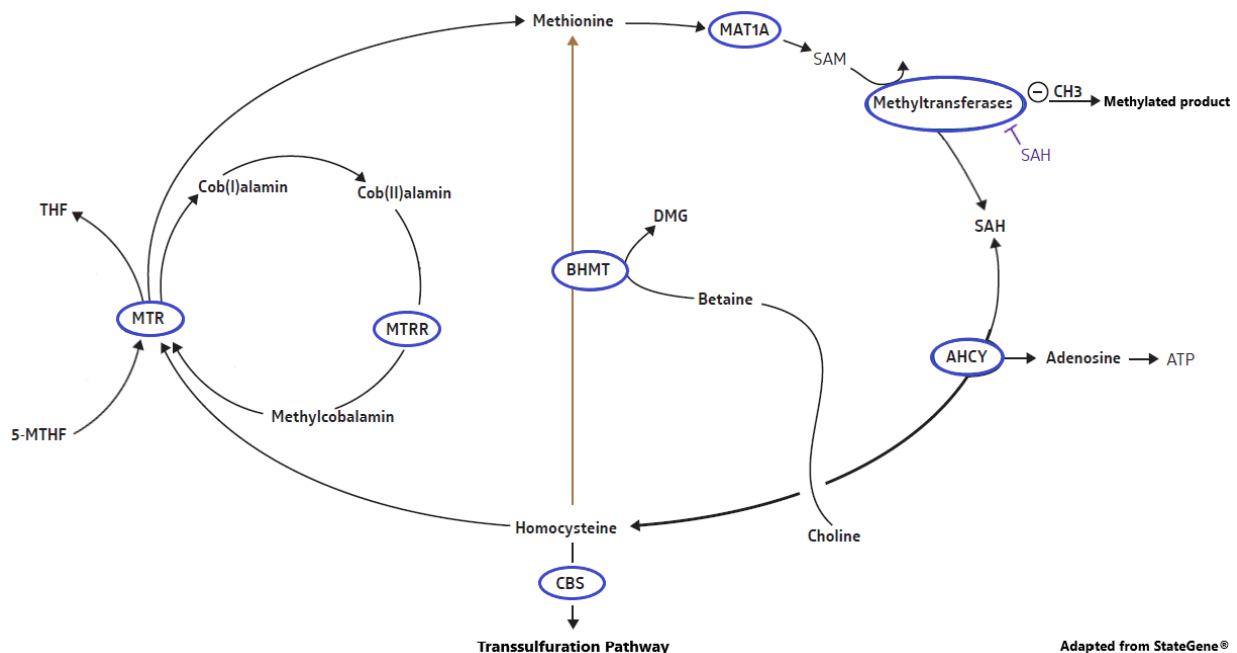 Methionine
MAT1A
SAM
Methyltransferases
− CH3
Methylated product
SAH
Cob(I)alamin
Cob(II)alamin
THF
DMG
SAH
BHMT
Betaine
MTR
MTRR
AHCY
Adenosine
ATP
Methylcobalamin
5-MTHF
Homocysteine
Choline
CBS
Transsulfuration Pathway
Adapted from StateGene®